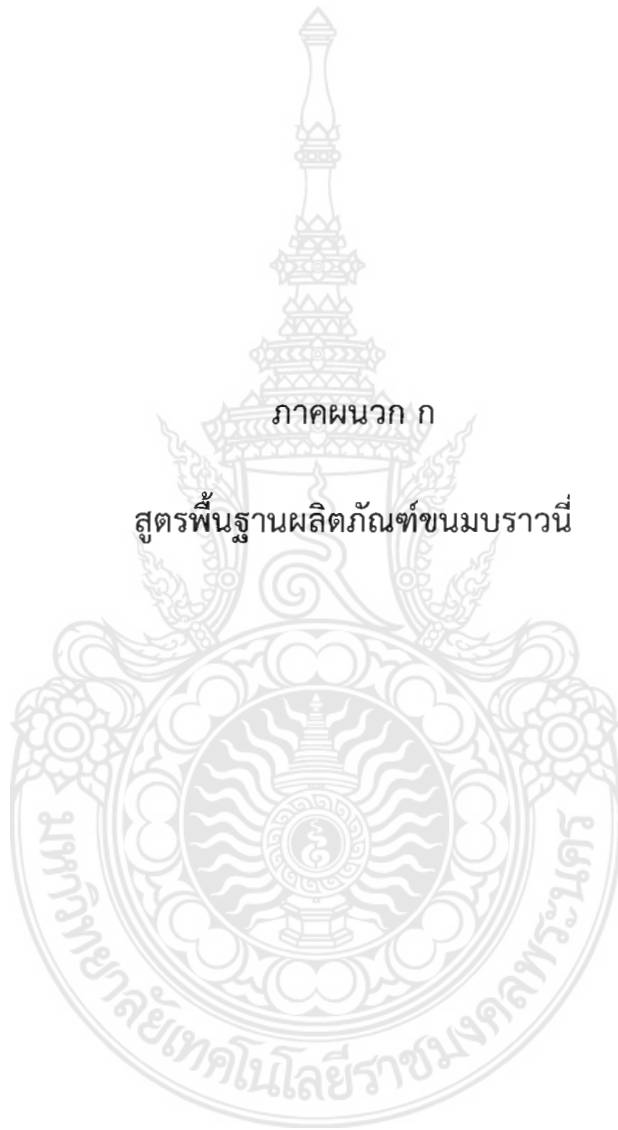 ภาคผนวก ก
สูตรพื้นฐานผลิตภัณฑ์ขนมบราวนี่
มหาวิทยาลัยเทคโนโลยีราชมงคลพระนคร